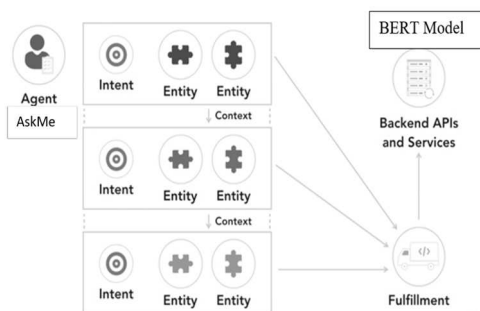 Agent
AskMe
Intent
Entity
Entity
Context
Intent
Entity
Entity
Context
Intent
Entity
Entity
BERT Model
Backend APIs
and Services
</>
Fulfillment